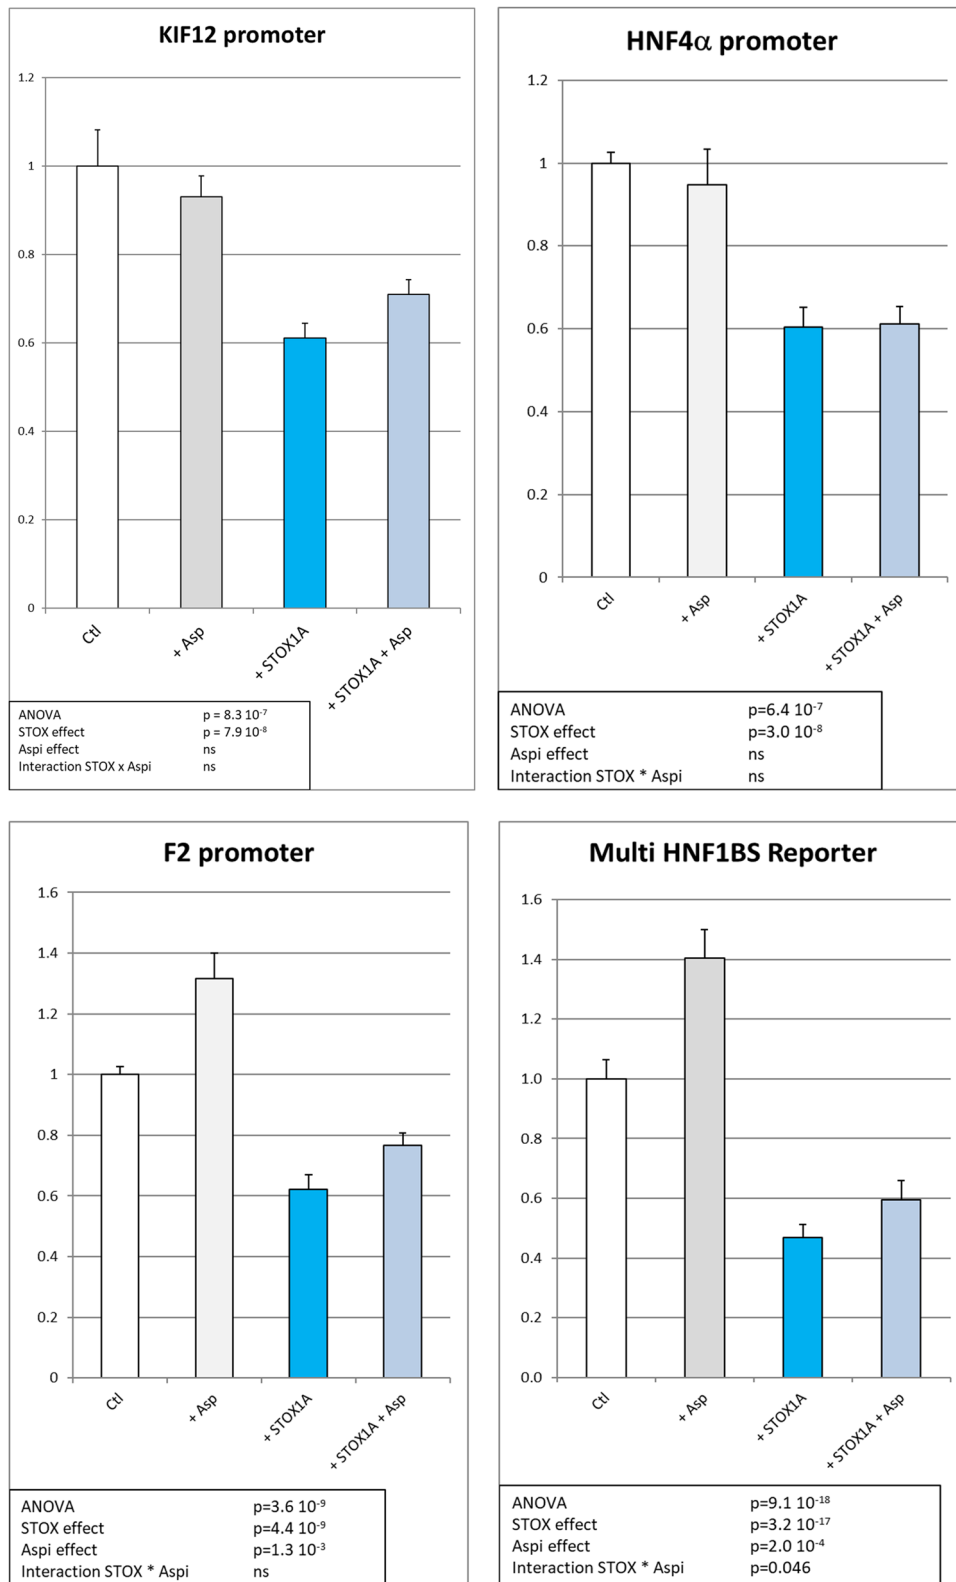 KIF12 promoter
1.2
1
0.8
0.6
0.4
0.2
0
Ctl
+ Asp
+ STOX1A
+ STOX1A + Asp
ANOVA p = 8.3 10⁻⁷
STOX effect p = 7.9 10⁻⁸
Aspi effect ns
Interaction STOX x Aspi ns
HNF4α promoter
1.2
1
0.8
0.6
0.4
0.2
0
Ctl
+ Asp
+ STOX1A
+ STOX1A + Asp
ANOVA p=6.4 10⁻⁷
STOX effect p=3.0 10⁻⁸
Aspi effect ns
Interaction STOX * Aspi ns
F2 promoter
1.6
1.4
1.2
1
0.8
0.6
0.4
0.2
0
Ctl
+ Asp
+ STOX1A
+ STOX1A + Asp
ANOVA p=3.6 10⁻⁹
STOX effect p=4.4 10⁻⁹
Aspi effect p=1.3 10⁻³
Interaction STOX * Aspi ns
Multi HNF1BS Reporter
1.6
1.4
1.2
1.0
0.8
0.6
0.4
0.2
0.0
Ctl
+ Asp
+ STOX1A
+ STOX1A + Asp
ANOVA p=9.1 10⁻¹⁸
STOX effect p=3.2 10⁻¹⁷
Aspi effect p=2.0 10⁻⁴
Interaction STOX * Aspi p=0.046